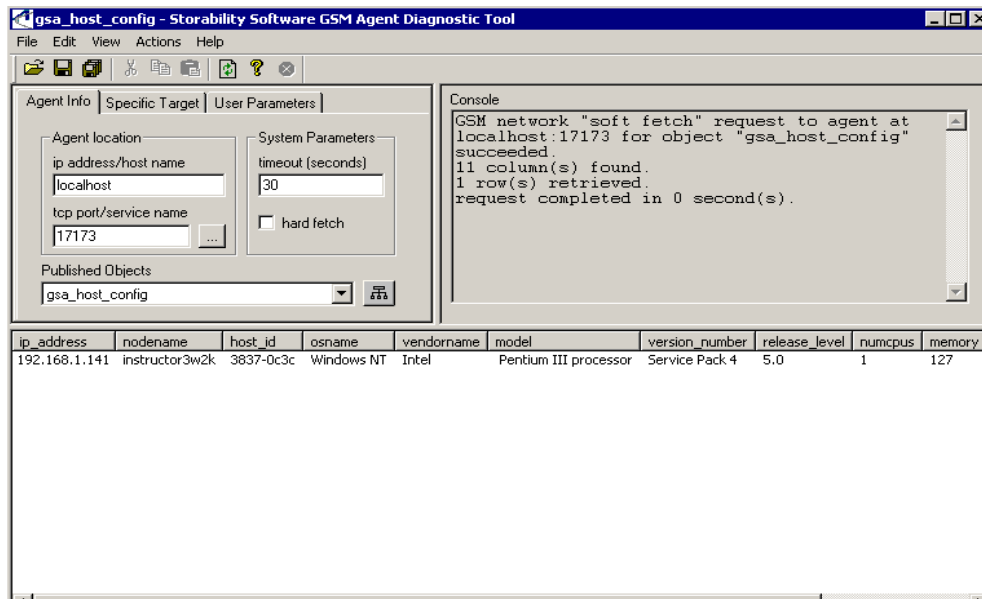 gsa_host_config - Storability Software GSM Agent Diagnostic Tool
File Edit View Actions Help
Agent Info Specific Target User Parameters
Agent location
ip address/host name
localhost
tcp port/service name
17173
...
System Parameters
timeout (seconds)
30
hard fetch
Published Objects
gsa_host_config
Console
GSM network "soft fetch" request to agent at
localhost:17173 for object "gsa_host_config"
succeeded.
11 column(s) found.
1 row(s) retrieved.
request completed in 0 second(s).
ip_address nodename host_id osname vendorname model version_number release_level numcpus memory
192.168.1.141 instructor3w2k 3837-0c3c Windows NT Intel Pentium III processor Service Pack 4 5.0 1 127